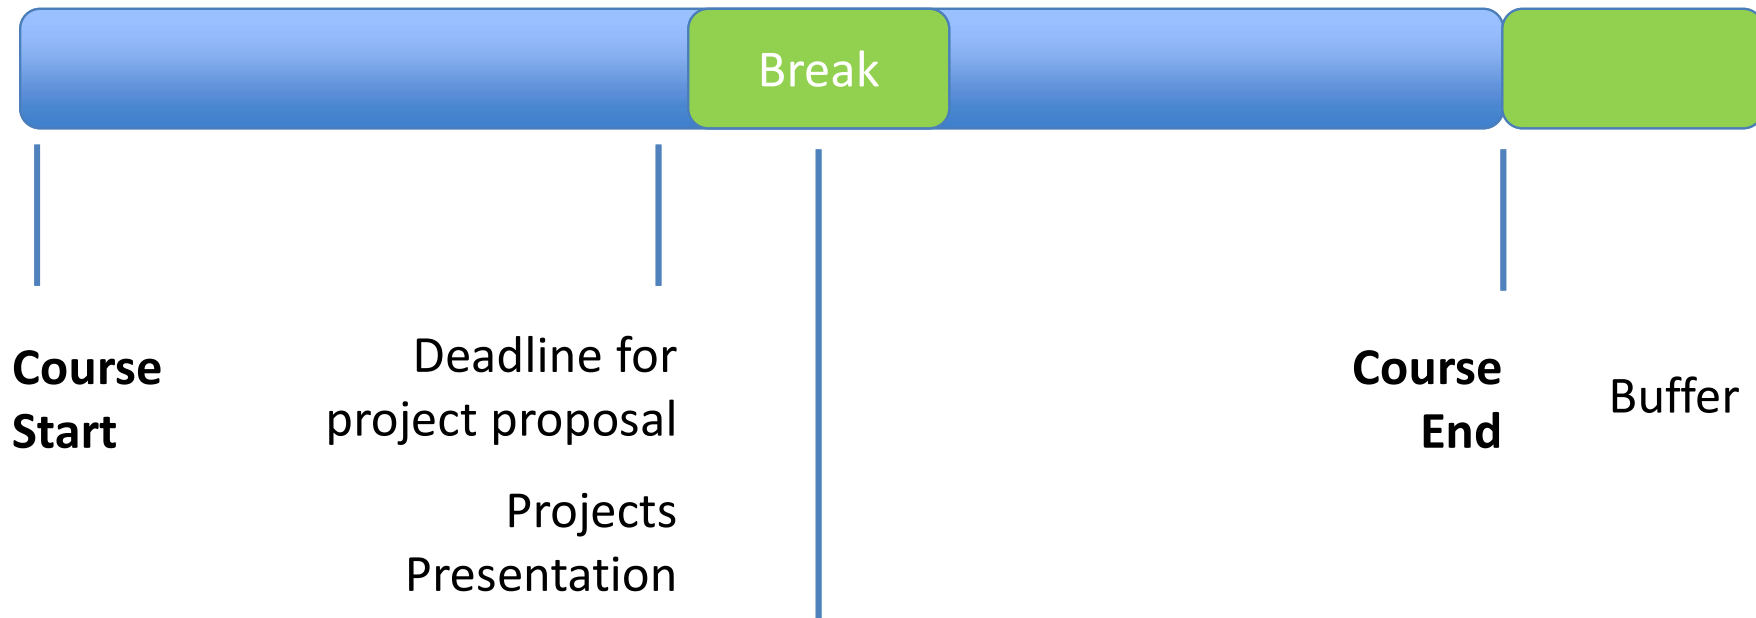 Break
Course
Start
Deadline for
project proposal
Projects
Presentation
Course
End
Buffer